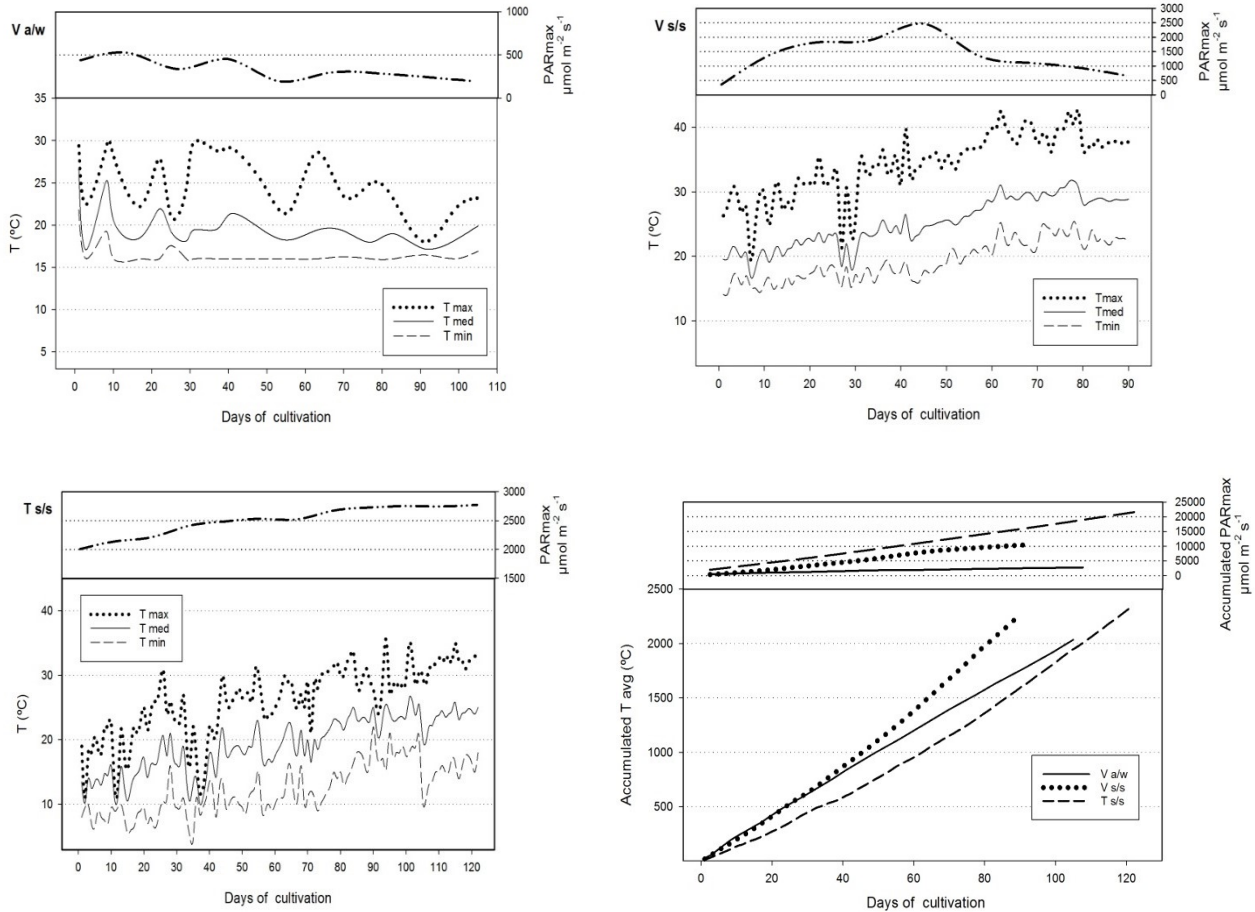 V a/w
1000
500
0
PARmax
µmol m⁻² s⁻¹
35
30
25
20
15
10
5
T (ºC)
T max
T med
T min
0 10 20 30 40 50 60 70 80 90 100 110
Days of cultivation
V s/s
3000
2500
2000
1500
1000
500
0
PARmax
µmol m⁻² s⁻¹
40
30
20
10
T (ºC)
Tmax
Tmed
Tmin
0 10 20 30 40 50 60 70 80 90
Days of cultivation
T s/s
3000
2500
2000
1500
PARmax
µmol m⁻² s⁻¹
40
30
20
10
T (ºC)
T max
T med
T min
0 10 20 30 40 50 60 70 80 90 100 110 120
Days of cultivation
25000
20000
15000
10000
5000
0
Accumulated PARmax
µmol m⁻² s⁻¹
2500
2000
1500
1000
500
Accumulated T avg (ºC)
V a/w
V s/s
T s/s
0 20 40 60 80 100 120
Days of cultivation